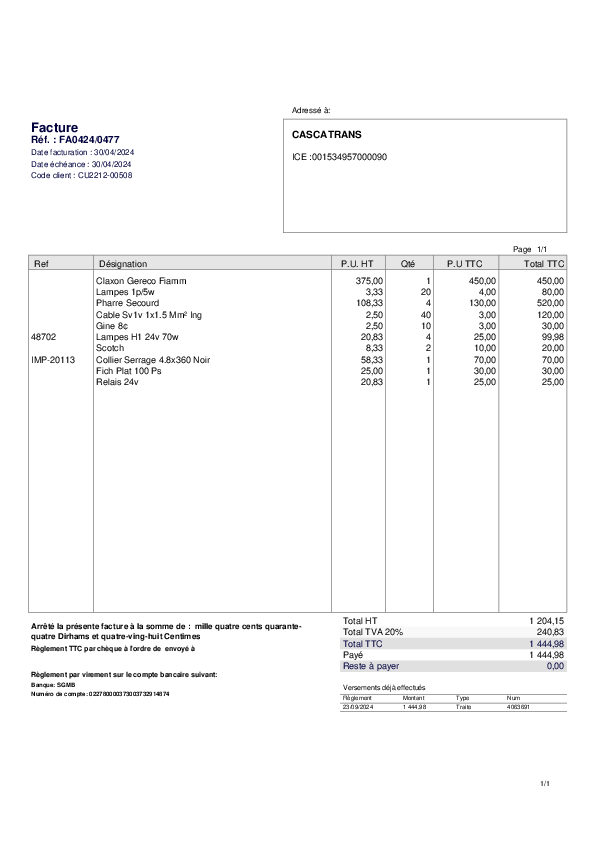 Adressé à:
Facture
Réf. : FA0424/0477
Date facturation : 30/04/2024
Date échéance : 30/04/2024
Code client : CU2212-00508
CASCATRANS
ICE :001534957000090
Page 1/1
Ref Désignation P.U. HT Qté P.U TTC Total TTC
Claxon Gereco Fiamm 375,00 1 450,00 450,00
Lampes 1p/5w 3,33 20 4,00 80,00
Pharre Secourd 108,33 4 130,00 520,00
Cable Sv1v 1x1.5 Mm² Ing 2,50 40 3,00 120,00
Gine 8¢ 2,50 10 3,00 30,00
48702 Lampes H1 24v 70w 20,83 4 25,00 99,98
Scotch 8,33 2 10,00 20,00
IMP-20113 Collier Serrage 4.8x360 Noir 58,33 1 70,00 70,00
Fich Plat 100 Ps 25,00 1 30,00 30,00
Relais 24v 20,83 1 25,00 25,00
Arrêté la présente facture à la somme de : mille quatre cents quarante-
quatre Dirhams et quatre-ving-huit Centimes
Règlement TTC par chèque à l'ordre de envoyé à
Règlement par virement sur le compte bancaire suivant:
Banque: SGMB
Numéro de compte: 022780000373003732914874
Total HT 1 204,15
Total TVA 20% 240,83
Total TTC 1 444,98
Payé 1 444,98
Reste à payer 0,00
Versements déjà effectués
Règlement Montant Type Num
23/09/2024 1 444,98 Traite 4063691
1/1